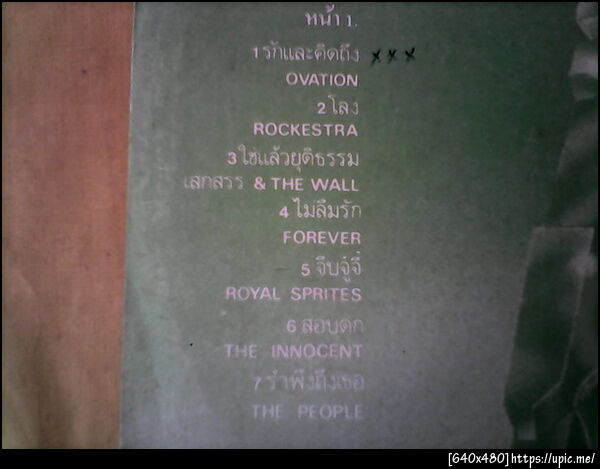 หน้า 1.
1 รักและคิดถึง xxx
OVATION
2 โลง
ROCKESTRA
3 ใช่แล้วยุติธรรม
เสกสรร & THE WALL
4 ไม่ลืมรัก
FOREVER
5 จีบจู๋จี๋
ROYAL SPRITES
6 สอบตก
THE INNOCENT
7 รำพึงถึงเธอ
THE PEOPLE
[640x480]https://upic.me/